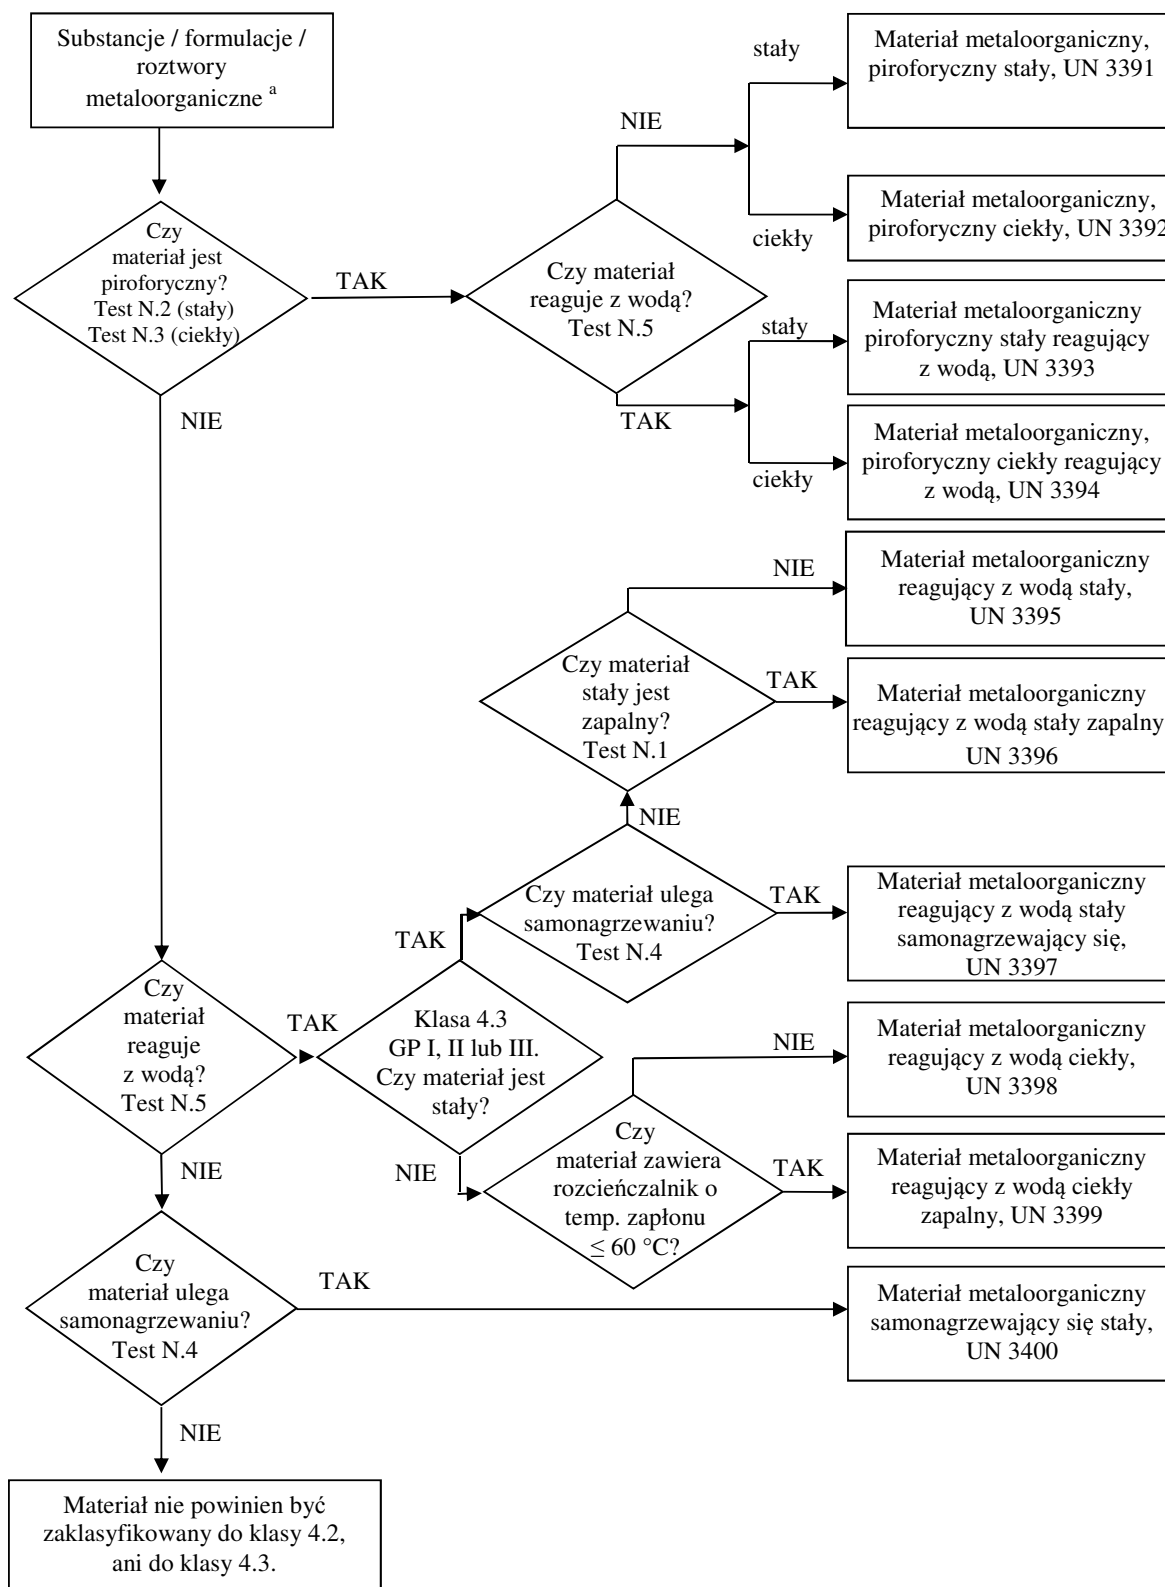 Substancje / formulacje /
roztwory
metaloorganiczne a
stały
Materiał metaloorganiczny,
piroforyczny stały, UN 3391
NIE
Materiał metaloorganiczny,
piroforyczny ciekły, UN 3392
ciekły
Czy
materiał jest
piroforyczny?
Test N.2 (stały)
Test N.3 (ciekły)
TAK
Czy materiał
reaguje z wodą?
Test N.5
stały
Materiał metaloorganiczny
piroforyczny stały reagujący
z wodą, UN 3393
NIE
TAK
Materiał metaloorganiczny,
piroforyczny ciekły reagujący
z wodą, UN 3394
ciekły
NIE
Materiał metaloorganiczny
reagujący z wodą stały,
UN 3395
Czy materiał
stały jest
zapalny?
Test N.1
TAK
Materiał metaloorganiczny
reagujący z wodą stały zapalny
UN 3396
NIE
Czy materiał ulega
samonagrzewaniu?
Test N.4
TAK
Materiał metaloorganiczny
reagujący z wodą stały
samonagrzewający się,
UN 3397
TAK
Czy
materiał
reaguje
z wodą?
Test N.5
TAK
Klasa 4.3
GP I, II lub III.
Czy materiał jest
stały?
NIE
Materiał metaloorganiczny
reagujący z wodą ciekły,
UN 3398
NIE
NIE
Czy
materiał zawiera
rozcieńczalnik o
temp. zapłonu
≤ 60 °C?
TAK
Materiał metaloorganiczny
reagujący z wodą ciekły
zapalny, UN 3399
Czy
materiał ulega
samonagrzewaniu?
Test N.4
TAK
Materiał metaloorganiczny
samonagrzewający się stały,
UN 3400
NIE
Materiał nie powinien być
zaklasyfikowany do klasy 4.2,
ani do klasy 4.3.